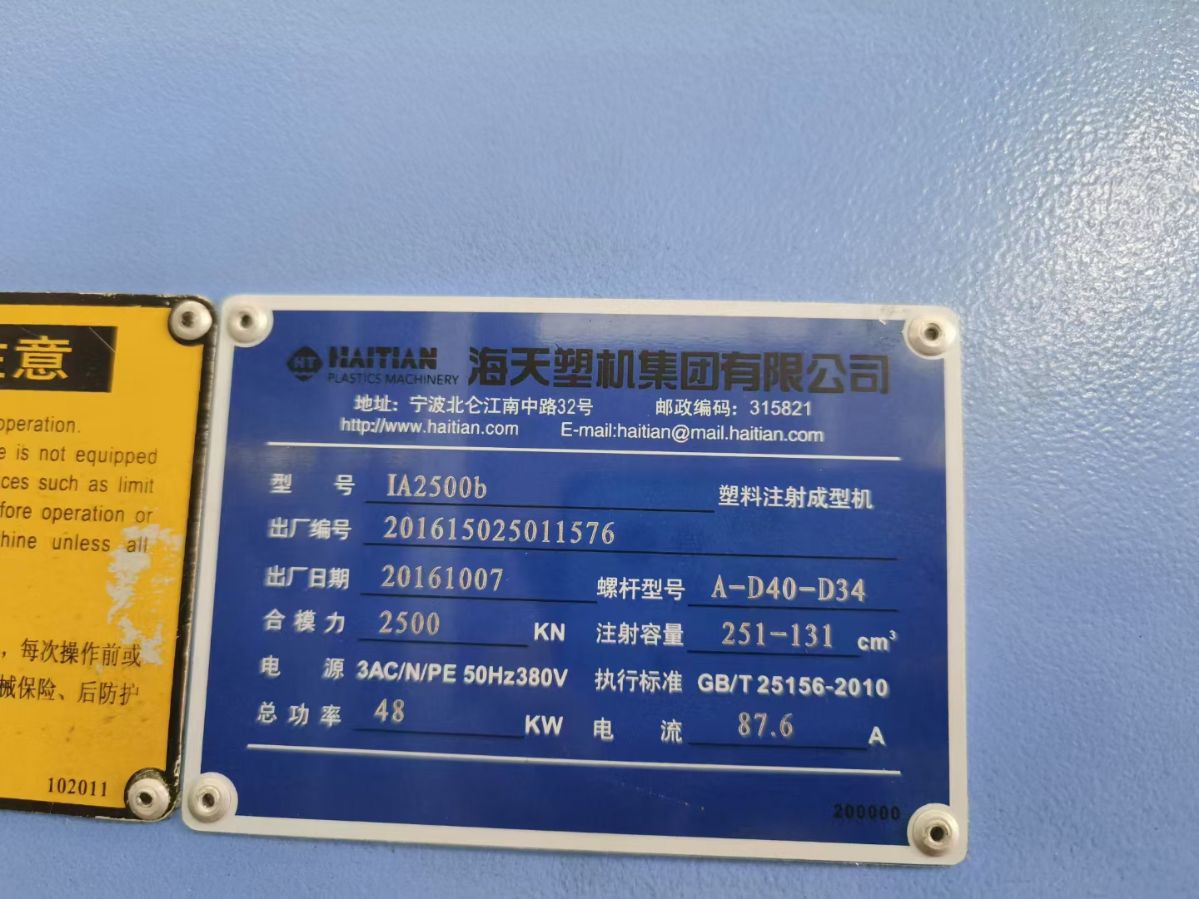 注意
operation.
e is not equipped
ces such as limit
fore operation or
hine unless all
，每次操作前或
械保险、后防护
102011
HT HAITIAN 海天塑机集团有限公司
PLASTICS MACHINERY
地址：宁波北仑江南中路32号 邮政编码：315821
http://www.haitian.com E-mail:haitian@mail.haitian.com
型号 IA2500b 塑料注射成型机
出厂编号 201615025011576
出厂日期 20161007 螺杆型号 A-D40-D34
合模力 2500 KN 注射容量 251-131 cm³
电源 3AC/N/PE 50Hz380V 执行标准 GB/T 25156-2010
总功率 48 KW 电流 87.6 A
200000